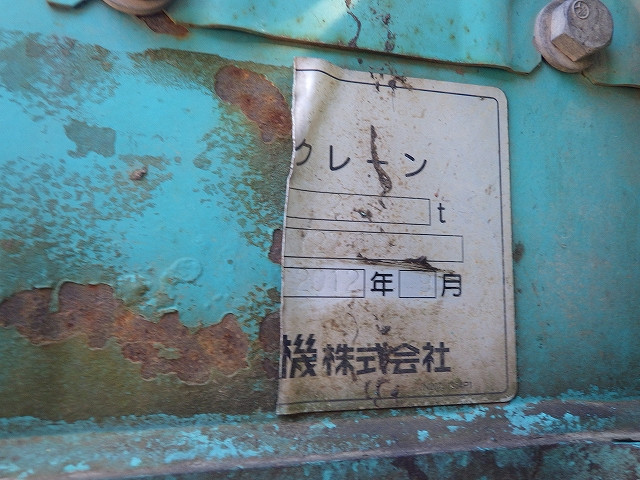 クレーン
t
2012年 月
機株式会社